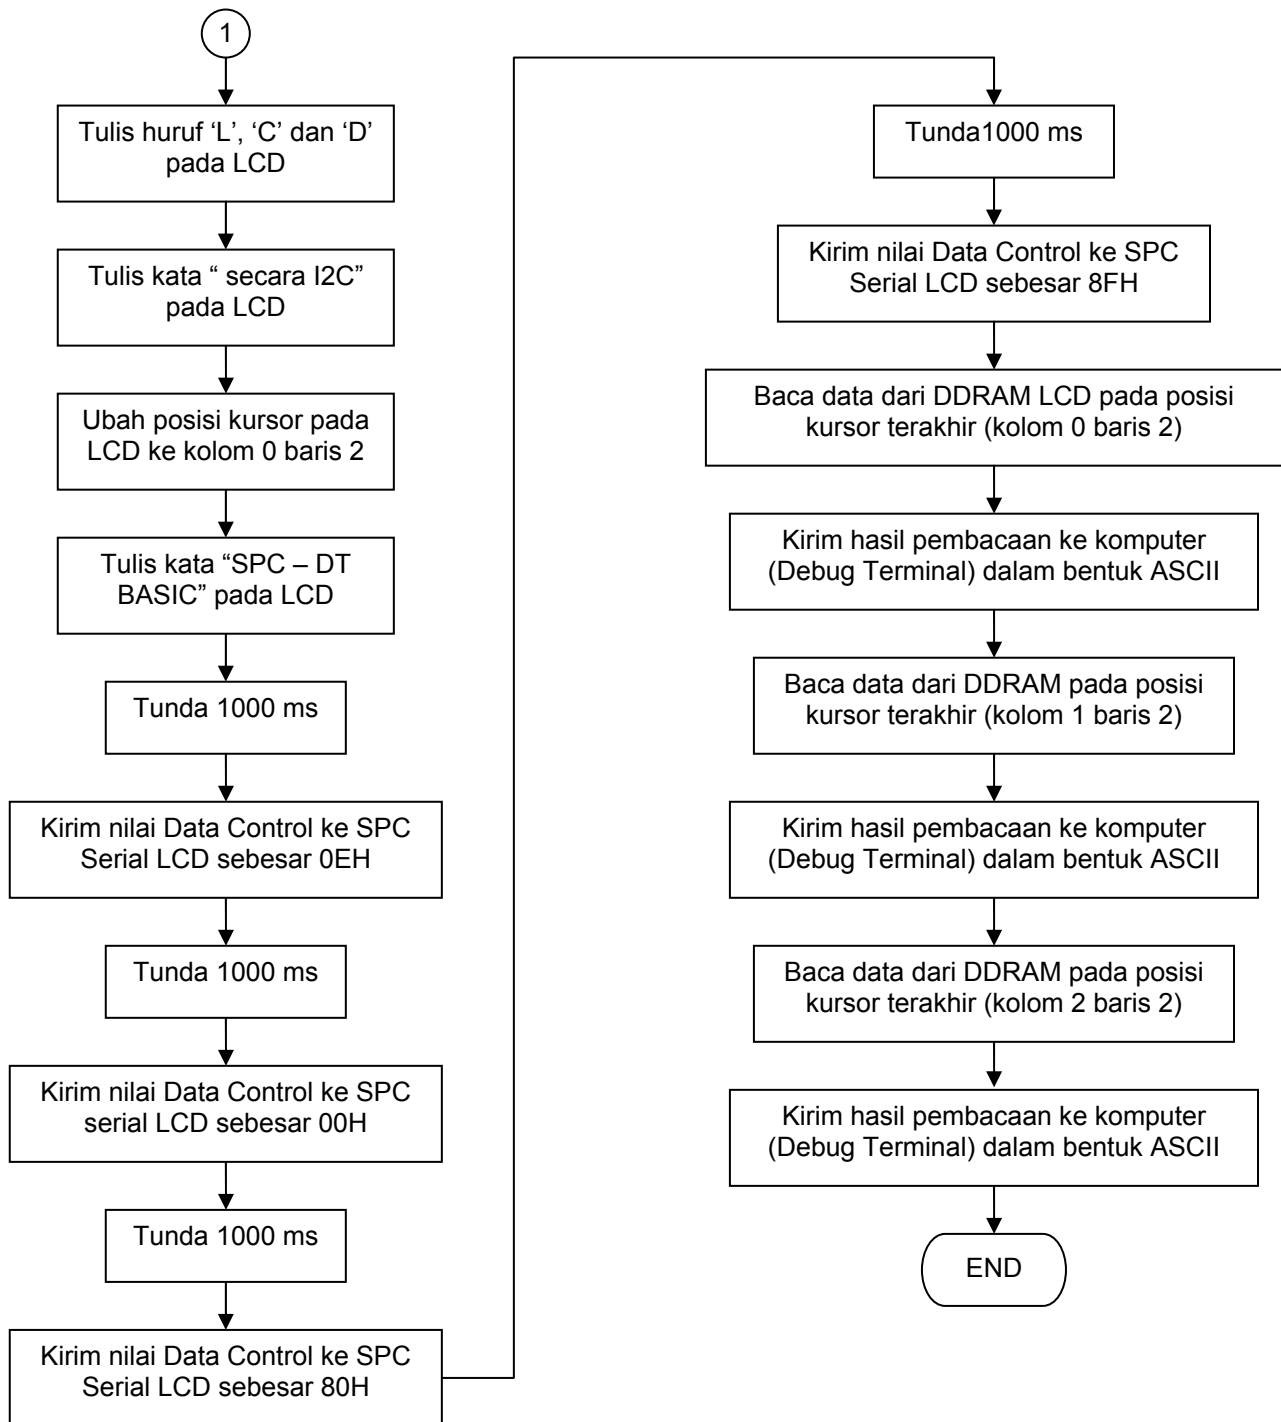 1
Tulis huruf ‘L’, ‘C’ dan ‘D’
pada LCD
Tulis kata “ secara I2C”
pada LCD
Ubah posisi kursor pada
LCD ke kolom 0 baris 2
Tulis kata “SPC – DT
BASIC” pada LCD
Tunda 1000 ms
Kirim nilai Data Control ke SPC
Serial LCD sebesar 0EH
Tunda 1000 ms
Kirim nilai Data Control ke SPC
serial LCD sebesar 00H
Tunda 1000 ms
Kirim nilai Data Control ke SPC
Serial LCD sebesar 80H
Tunda1000 ms
Kirim nilai Data Control ke SPC
Serial LCD sebesar 8FH
Baca data dari DDRAM LCD pada posisi
kursor terakhir (kolom 0 baris 2)
Kirim hasil pembacaan ke komputer
(Debug Terminal) dalam bentuk ASCII
Baca data dari DDRAM pada posisi
kursor terakhir (kolom 1 baris 2)
Kirim hasil pembacaan ke komputer
(Debug Terminal) dalam bentuk ASCII
Baca data dari DDRAM pada posisi
kursor terakhir (kolom 2 baris 2)
Kirim hasil pembacaan ke komputer
(Debug Terminal) dalam bentuk ASCII
END